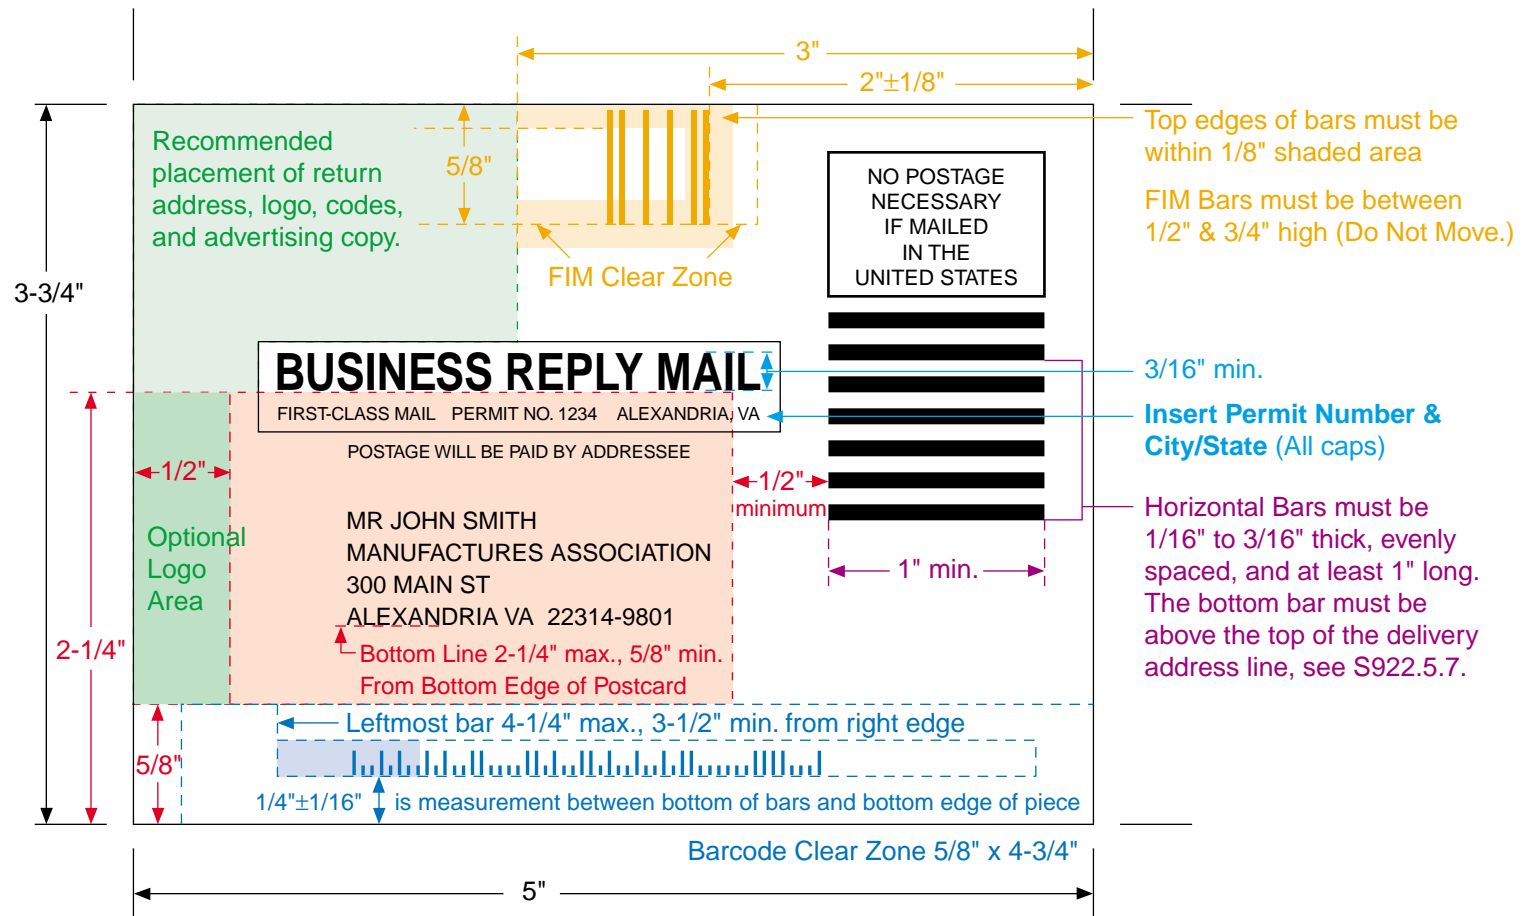 3"
2"±1/8"
Recommended
placement of return
address, logo, codes,
and advertising copy.
5/8"
Top edges of bars must be
within 1/8" shaded area
FIM Bars must be between
1/2" & 3/4" high (Do Not Move.)
NO POSTAGE
NECESSARY
IF MAILED
IN THE
UNITED STATES
FIM Clear Zone
3-3/4"
BUSINESS REPLY MAIL
FIRST-CLASS MAIL PERMIT NO. 1234 ALEXANDRIA, VA
3/16" min.
Insert Permit Number &
City/State (All caps)
POSTAGE WILL BE PAID BY ADDRESSEE
1/2"
1/2"
minimum
Optional
Logo
Area
MR JOHN SMITH
MANUFACTURES ASSOCIATION
300 MAIN ST
ALEXANDRIA VA 22314-9801
1" min.
Horizontal Bars must be
1/16" to 3/16" thick, evenly
spaced, and at least 1" long.
The bottom bar must be
above the top of the delivery
address line, see S922.5.7.
2-1/4"
Bottom Line 2-1/4" max., 5/8" min.
From Bottom Edge of Postcard
Leftmost bar 4-1/4" max., 3-1/2" min. from right edge
5/8"
1/4"±1/16" is measurement between bottom of bars and bottom edge of piece
Barcode Clear Zone 5/8" x 4-3/4"
5"